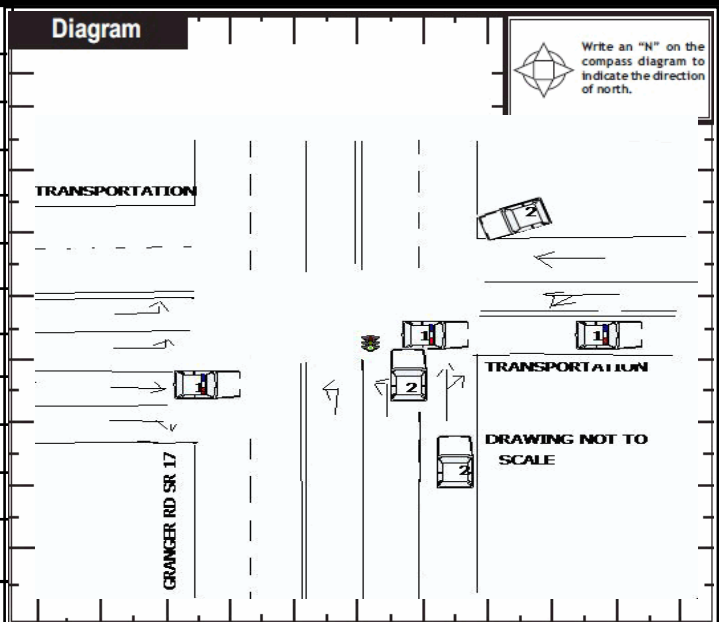 Diagram
Write an "N" on the
compass diagram to
indicate the direction
of north.
TRANSPORTATION
2
1
1
TRANSPORTATION
1
2
DRAWING NOT TO
SCALE
2
GRANGER RD SR 17